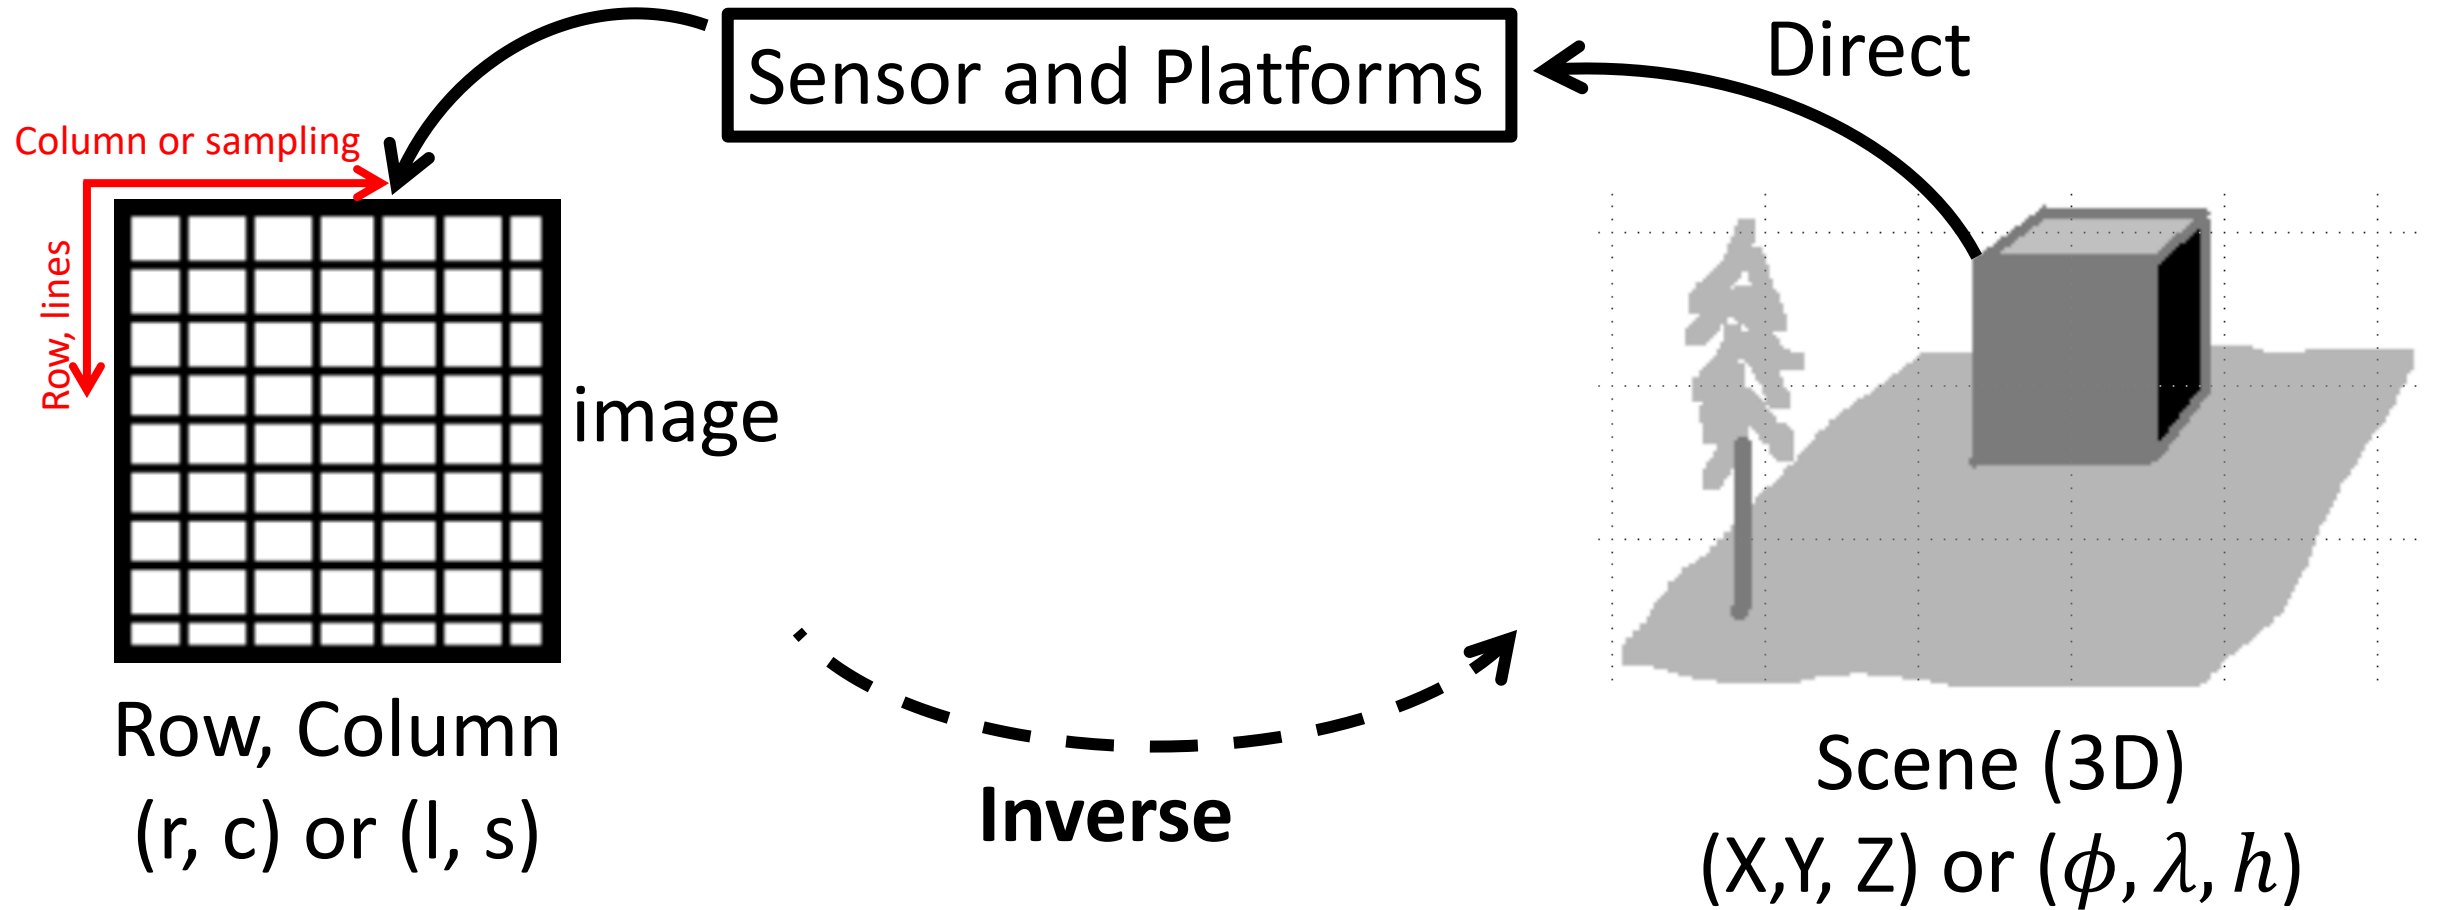 Sensor and Platforms
Direct
Column or sampling
Row, lines
image
Row, Column
(r, c) or (l, s)
Inverse
Scene (3D)
(X,Y, Z) or (𝜙, 𝜆, ℎ)